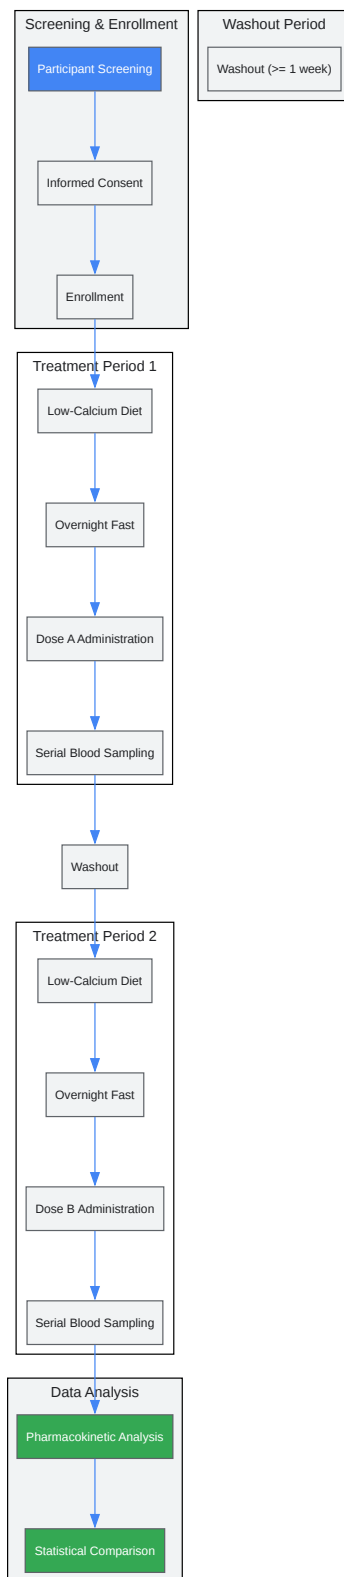 Screening & Enrollment
Participant Screening
Informed Consent
Enrollment
Washout Period
Washout (>= 1 week)
Treatment Period 1
Low-Calcium Diet
Overnight Fast
Dose A Administration
Serial Blood Sampling
Washout
Treatment Period 2
Low-Calcium Diet
Overnight Fast
Dose B Administration
Serial Blood Sampling
Data Analysis
Pharmacokinetic Analysis
Statistical Comparison